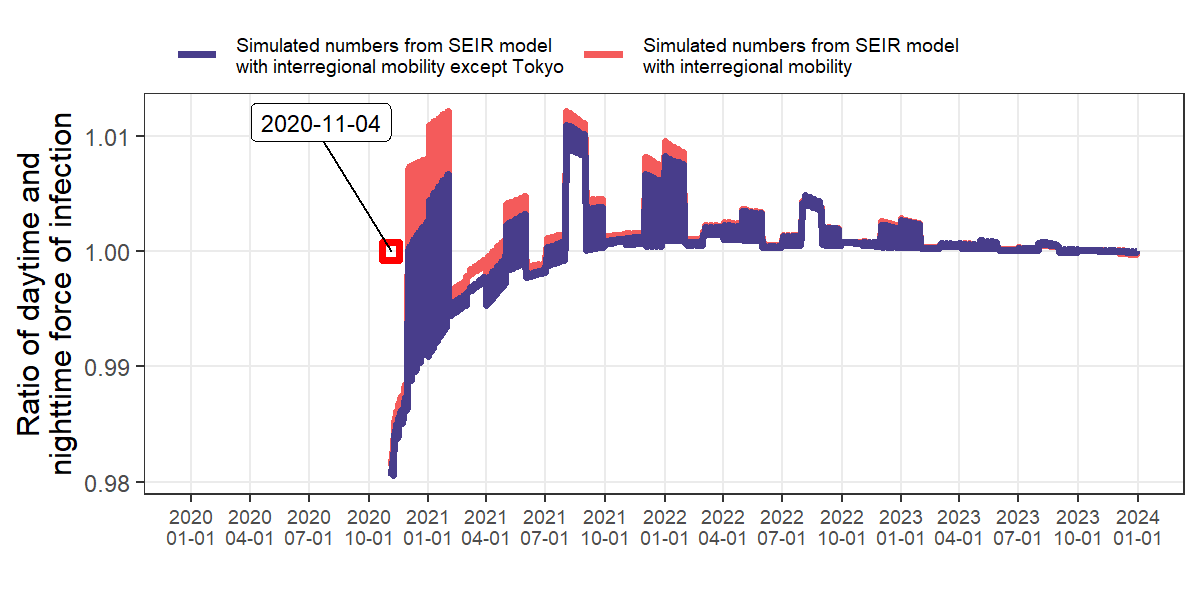 Simulated numbers from SEIR model
with interregional mobility except Tokyo
Simulated numbers from SEIR model
with interregional mobility
2020-11-04
Ratio of daytime and
nighttime force of infection
1.01
1.00
0.99
0.98
2020 2020 2020 2020 2021 2021 2021 2021 2022 2022 2022 2022 2023 2023 2023 2023 2024
01-01 04-01 07-01 10-01 01-01 04-01 07-01 10-01 01-01 04-01 07-01 10-01 01-01 04-01 07-01 10-01 01-01